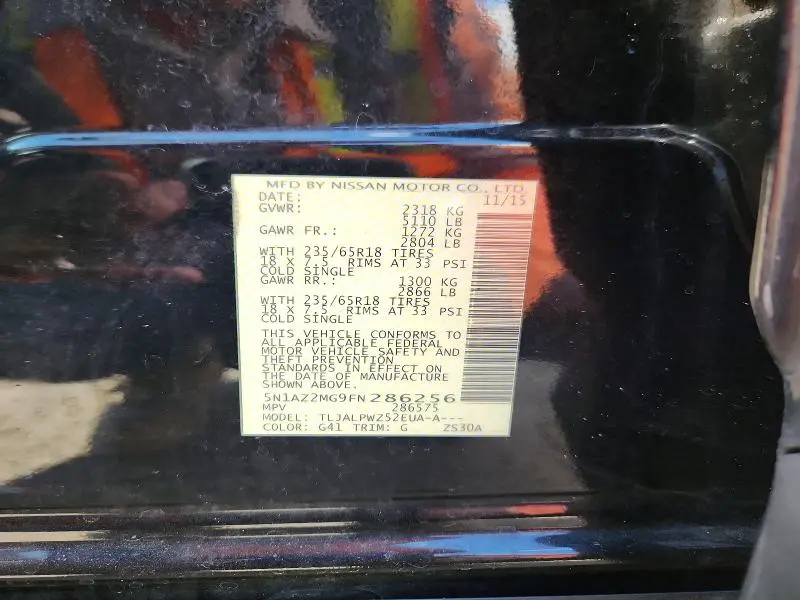 MFD BY NISSAN MOTOR CO., LTD
DATE: 11/15
GVWR: 2318 KG
5110 LB
GAWR FR.: 1272 KG
2804 LB
WITH 235/65R18 TIRES
18 X 7.5 RIMS AT 33 PSI
COLD SINGLE
GAWR RR.: 1300 KG
2866 LB
WITH 235/65R18 TIRES
18 X 7.5 RIMS AT 33 PSI
COLD SINGLE
THIS VEHICLE CONFORMS TO
ALL APPLICABLE FEDERAL
MOTOR VEHICLE SAFETY AND
THEFT PREVENTION
STANDARDS IN EFFECT ON
THE DATE OF MANUFACTURE
SHOWN ABOVE.
5N1AZ2MG9FN286256
MPV 286575
MODEL: TLJALPWZ52EUA-A---
COLOR: G41 TRIM: G ZS30A